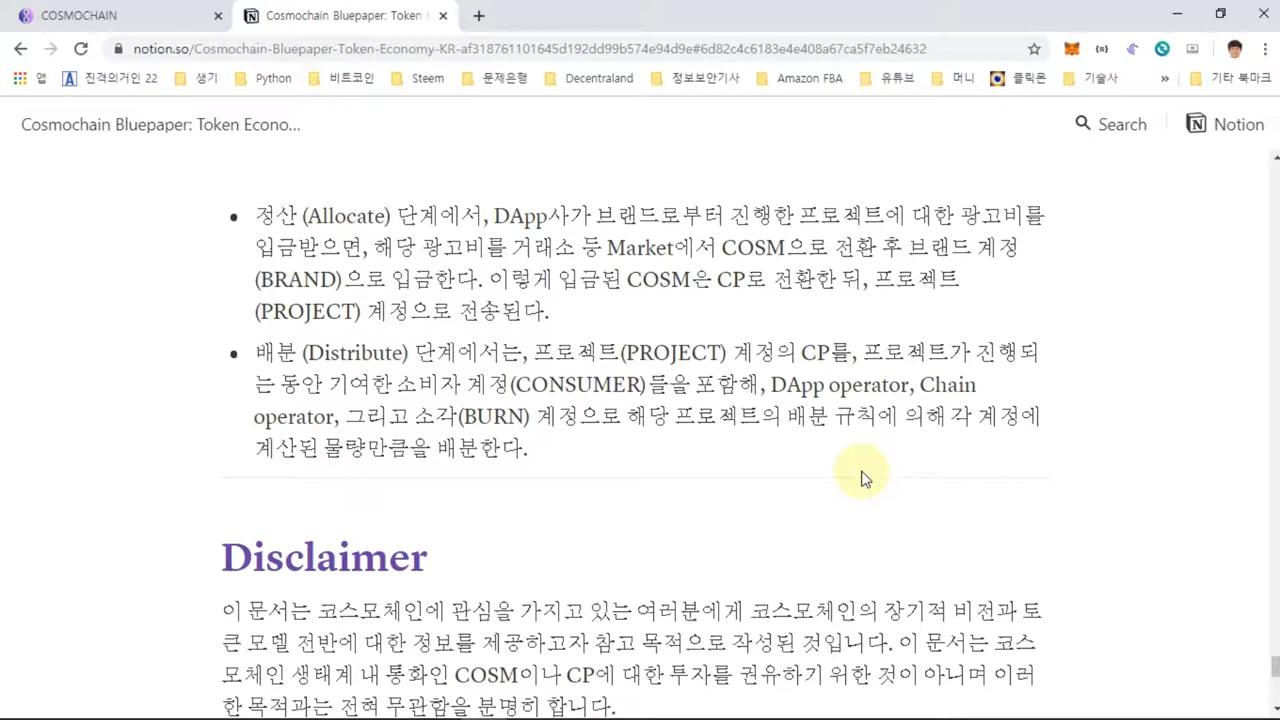 COSMOCHAIN
Cosmochain Bluepaper: Token
notion.so/Cosmochain-Bluepaper-Token-Economy-KR-af318761101645d192dd99b574e94d9e#6d82c4c6183e4e408a67ca5f7eb24632
앱 진격의거인 22 생기 Python 비트코인 Steem 문제은행 Decentraland 정보보안기사 Amazon FBA 유튜브 머니 클릭몬 기술사 » 기타 북마크
Cosmochain Bluepaper: Token Econo... Search Notion
• 정산 (Allocate) 단계에서, DApp사가 브랜드로부터 진행한 프로젝트에 대한 광고비를
입금받으면, 해당 광고비를 거래소 등 Market에서 COSM으로 전환 후 브랜드 계정
(BRAND)으로 입금한다. 이렇게 입금된 COSM은 CP로 전환한 뒤, 프로젝트
(PROJECT) 계정으로 전송된다.
• 배분 (Distribute) 단계에서는, 프로젝트(PROJECT) 계정의 CP를, 프로젝트가 진행되
는 동안 기여한 소비자 계정(CONSUMER)들을 포함해, DApp operator, Chain
operator, 그리고 소각(BURN) 계정으로 해당 프로젝트의 배분 규칙에 의해 각 계정에
계산된 물량만큼을 배분한다.
Disclaimer
이 문서는 코스모체인에 관심을 가지고 있는 여러분에게 코스모체인의 장기적 비전과 토
큰 모델 전반에 대한 정보를 제공하고자 참고 목적으로 작성된 것입니다. 이 문서는 코스
모체인 생태계 내 통화인 COSM이나 CP에 대한 투자를 권유하기 위한 것이 아니며 이러
한 목적과는 전혀 무관함을 분명히 합니다.